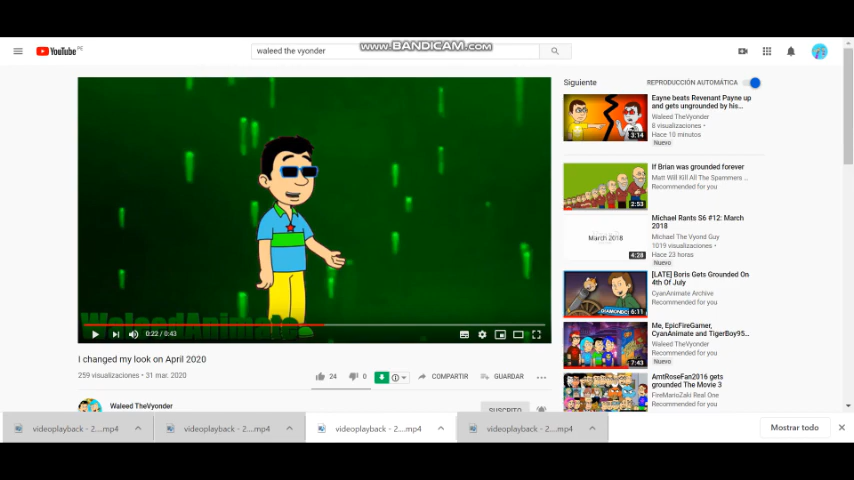 www.BANDICAM.com
YouTube PE
waleed the vyonder
WaleedAnimate
0:22 / 0:43
I changed my look on April 2020
259 visualizaciones • 31 mar. 2020
24
0
COMPARTIR
GUARDAR
Waleed TheVyonder
SUSCRITO
Siguiente
REPRODUCCIÓN AUTOMÁTICA
3:14
Eayne beats Revenant Payne up
and gets ungrounded by his...
Waleed TheVyonder
6 visualizaciones •
Hace 10 minutos
Nuevo
2:53
If Brian was grounded forever
Matt Will Kill All The Spammers ...
Recommended for you
March 2018
4:28
Michael Rants S6 #12: March
2018
Michael The Vyond Guy
1019 visualizaciones •
Hace 23 horas
Nuevo
DIAMONDS
6:11
[LATE] Boris Gets Grounded On
4th Of July
CyanAnimate Archive
Recommended for you
7:43
Me, EpicFireGamer,
CyanAnimate and TigerBoy95...
Waleed TheVyonder
Nuevo
ArntRoseFan2016 gets
grounded The Movie 3
FireMarioZaki Real One
Recommended for you
videoplayback - 2....mp4
videoplayback - 2....mp4
videoplayback - 2....mp4
videoplayback - 2....mp4
Mostrar todo